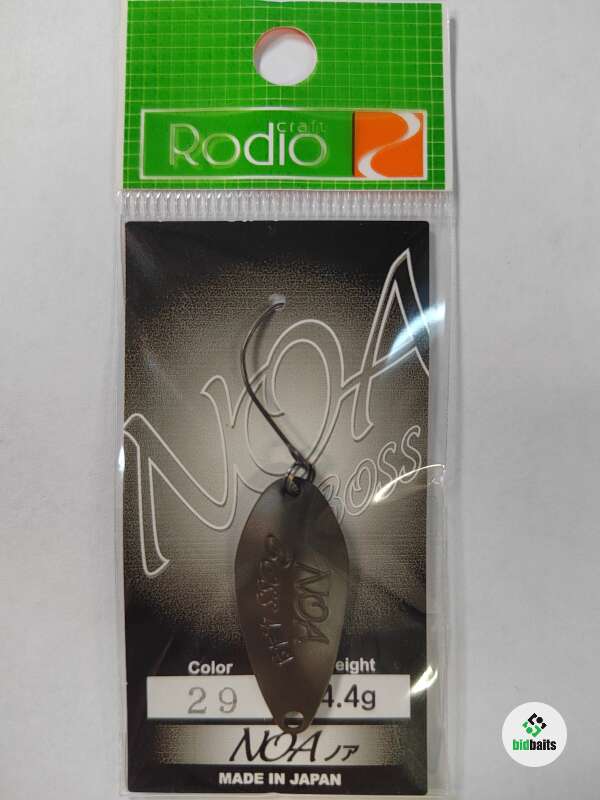 Rodio craft
NOA
BOSS
NOA
Color
eight
29
4.4g
NOA ノア
MADE IN JAPAN
bidbaits